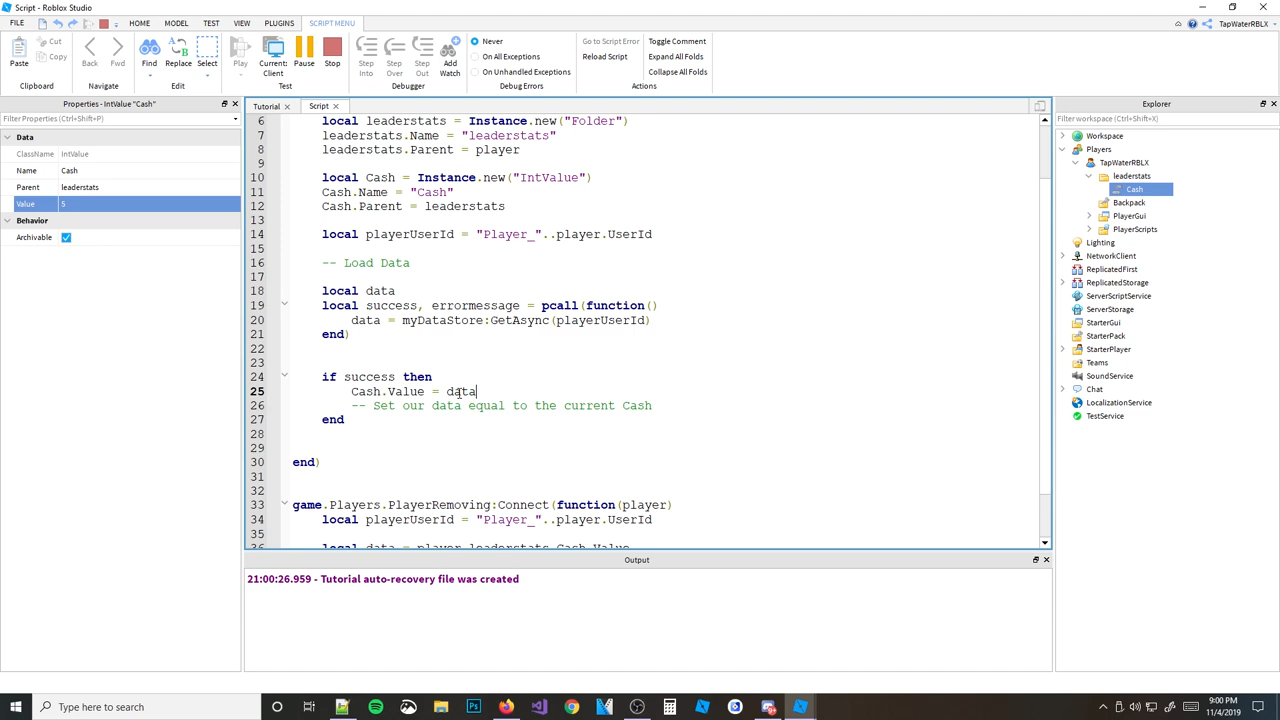 Script - Roblox Studio
FILE HOME MODEL TEST VIEW PLUGINS SCRIPT MENU TapWaterRBLX
Paste Cut Copy Back Fwd Find Replace Select Play Current: Client Pause Stop Step Into Step Over Step Out Add Watch Never On All Exceptions On Unhandled Exceptions Go to Script Error Reload Script Toggle Comment Expand All Folds Collapse All Folds
Clipboard Navigate Edit Test Debugger Debug Errors Actions
Properties - IntValue "Cash"
Filter Properties (Ctrl+Shift+P)
Data
ClassName IntValue
Name Cash
Parent leaderstats
Value 5
Behavior
Archivable
Tutorial Script
6 local leaderstats = Instance.new("Folder")
7 leaderstats.Name = "leaderstats"
8 leaderstats.Parent = player
9
10 local Cash = Instance.new("IntValue")
11 Cash.Name = "Cash"
12 Cash.Parent = leaderstats
13
14 local playerUserId = "Player_"..player.UserId
15
16 -- Load Data
17
18 local data
19 local success, errormessage = pcall(function()
20 data = myDataStore:GetAsync(playerUserId)
21 end)
22
23
24 if success then
25 Cash.Value = data
26 -- Set our data equal to the current Cash
27 end
28
29
30 end)
31
32
33 game.Players.PlayerRemoving:Connect(function(player)
34 local playerUserId = "Player_"..player.UserId
35
36 local data = player.leaderstats.Cash.Value
Output
21:00:26.959 - Tutorial auto-recovery file was created
Explorer
Filter workspace (Ctrl+Shift+X)
Workspace
Players
TapWaterRBLX
leaderstats
Cash
Backpack
PlayerGui
PlayerScripts
Lighting
NetworkClient
ReplicatedFirst
ReplicatedStorage
ServerScriptService
ServerStorage
StarterGui
StarterPack
StarterPlayer
Teams
SoundService
Chat
LocalizationService
TestService
Type here to search
9:00 PM
11/4/2019